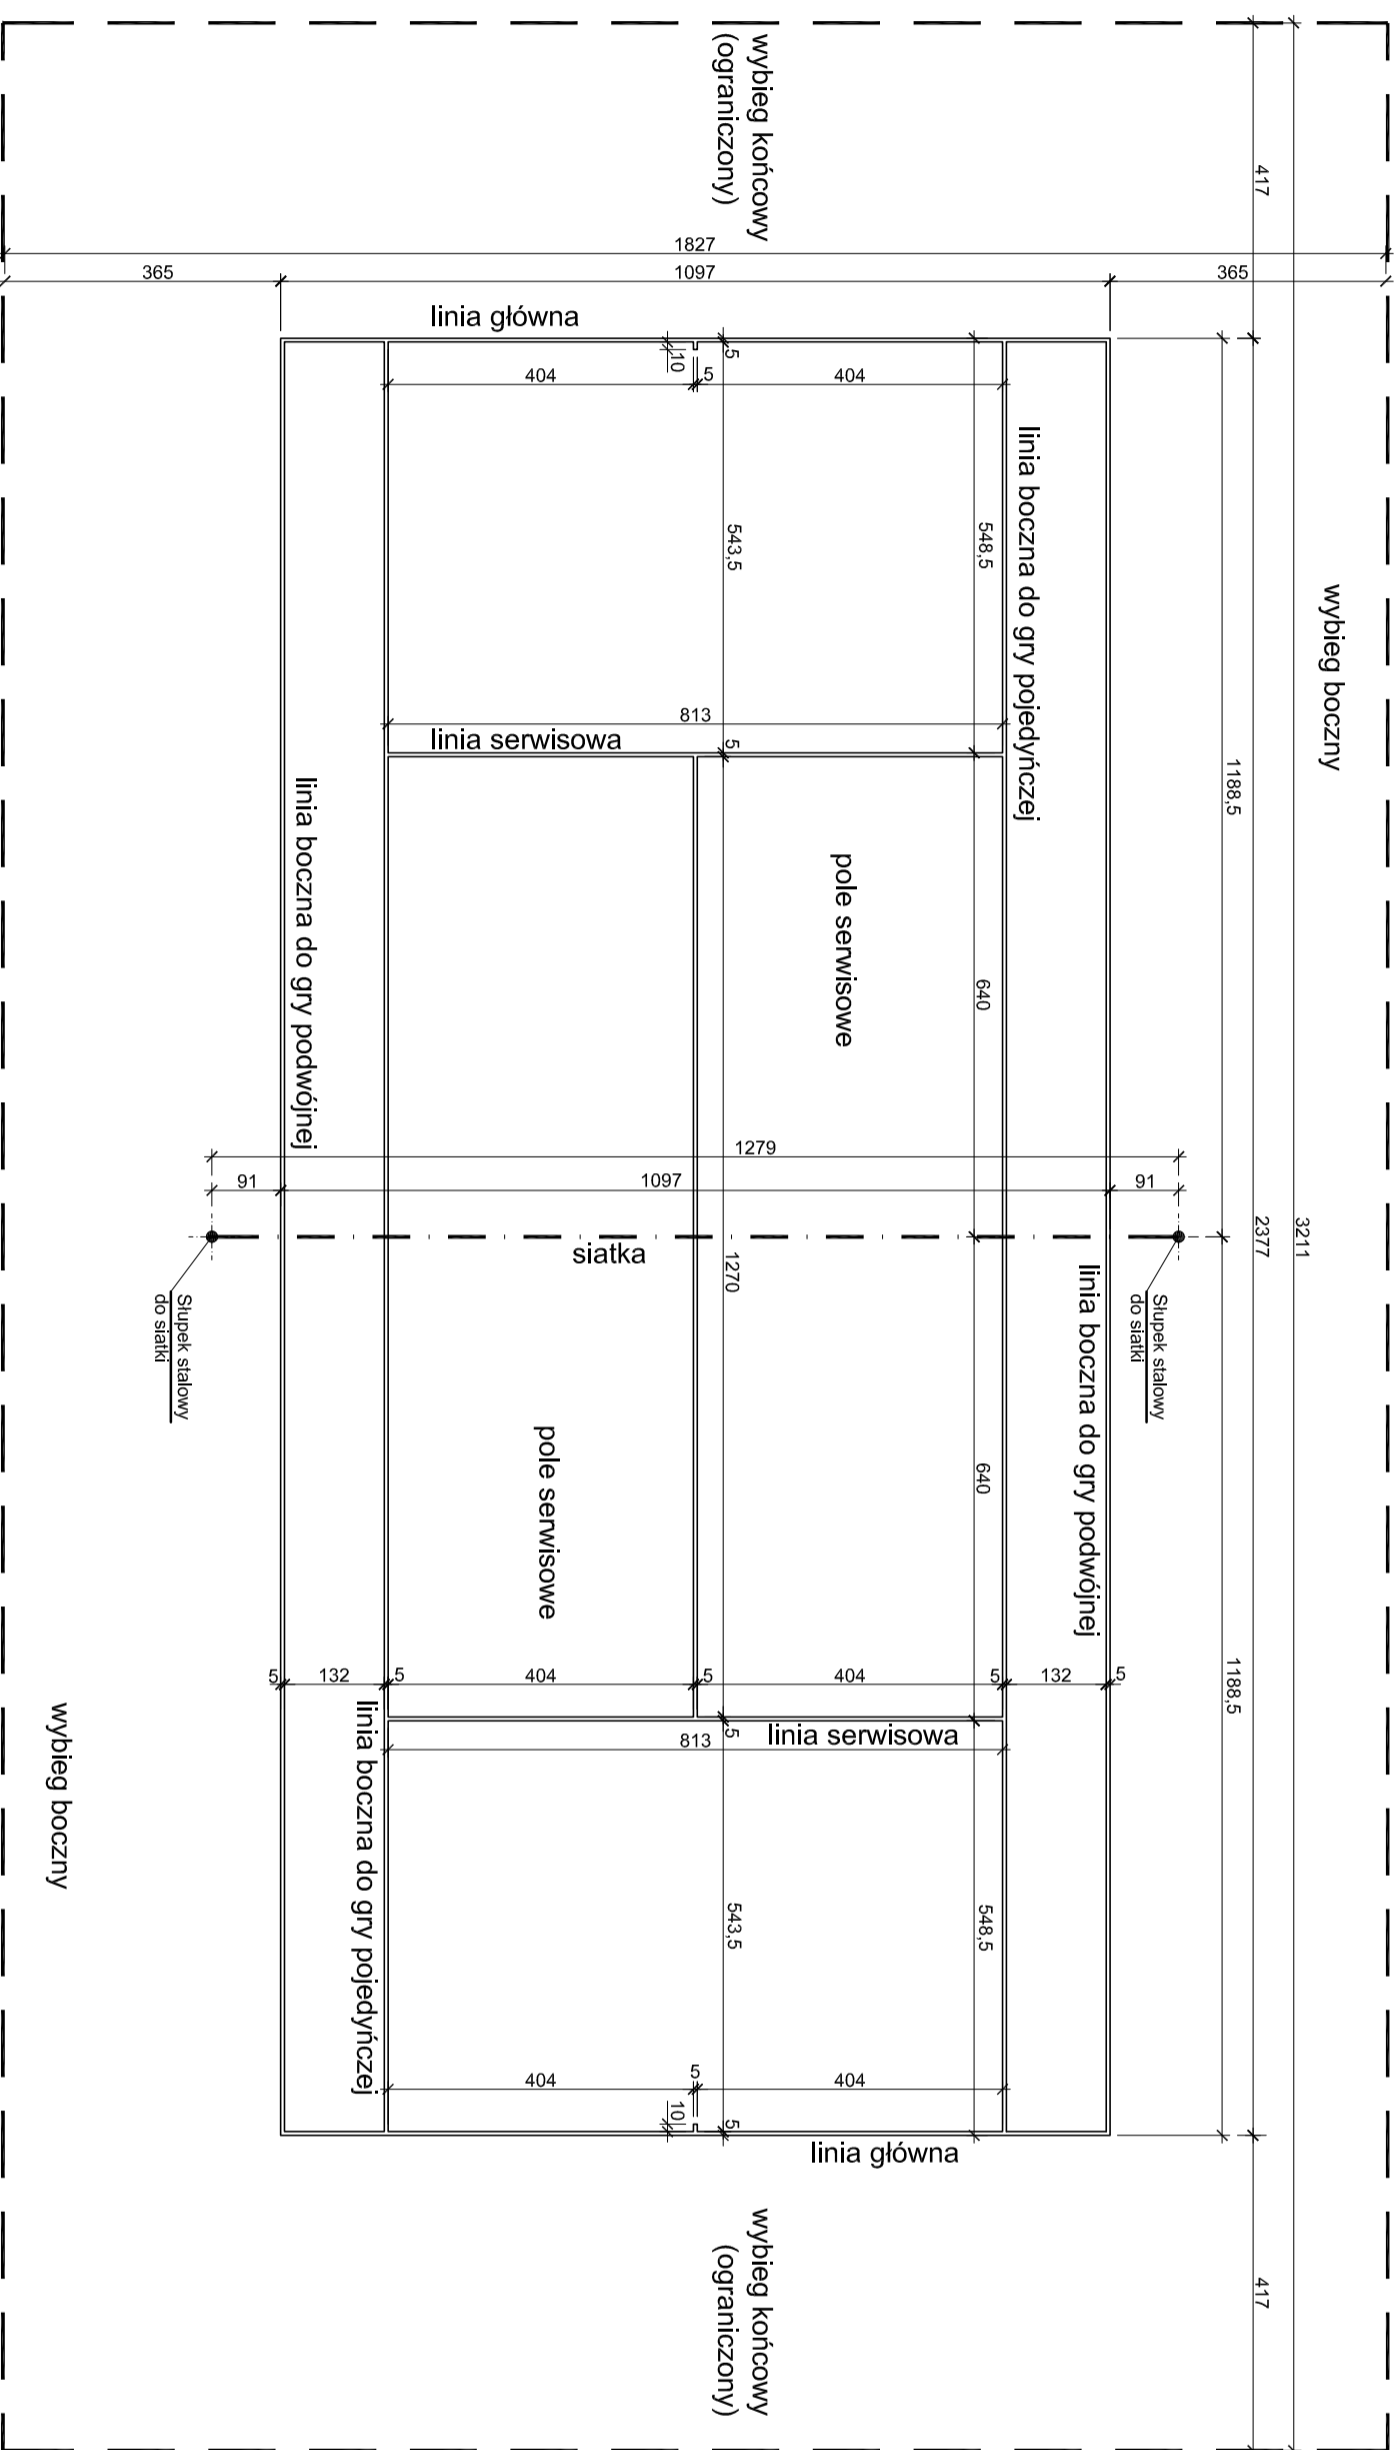 wybieg końcowy
(ograniczony)
417
1827
365
1097
365
linia główna
10
5
404
5
404
linia boczna do gry pojedyńczej
543,5
548,5
wybieg boczny
813
linia serwisowa
5
1188,5
linia boczna do gry podwójnej
pole serwisowe
640
1279
91
1097
91
siatka
1270
2377
3211
Słupek stalowy
do siatki
Słupek stalowy
do siatki
linia boczna do gry podwójnej
pole serwisowe
640
5
132
5
404
5
404
5
132
5
1188,5
linia boczna do gry pojedyńczej
5
linia serwisowa
813
wybieg boczny
543,5
548,5
404
5
404
10
5
linia główna
wybieg końcowy
(ograniczony)
417